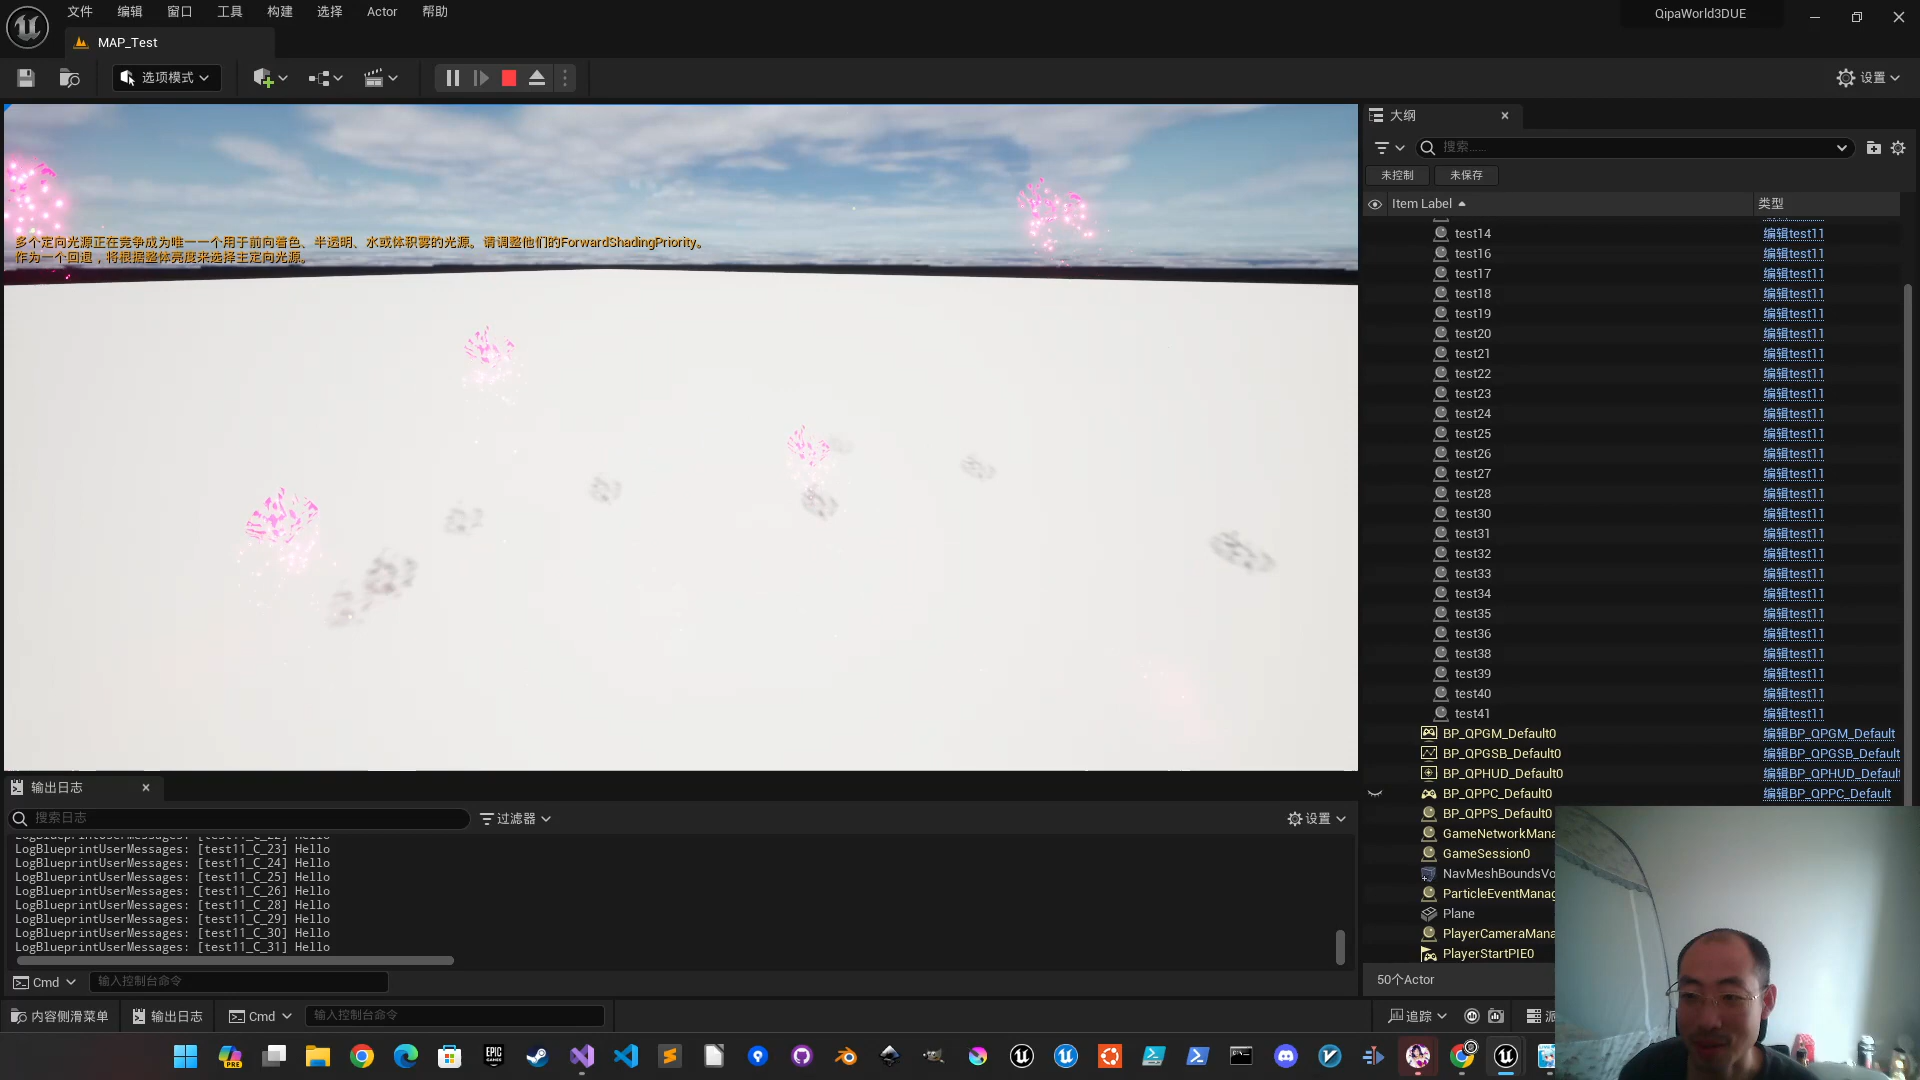 文件 编辑 窗口 工具 构建 选择 Actor 帮助
QipaWorld3DUE
MAP_Test
选项模式
设置
多个定向光源正在竞争成为唯一一个用于前向着色、半透明、水或体积雾的光源。请调整他们的ForwardShadingPriority。
作为一个回退，将根据整体亮度来选择主定向光源。
大纲
搜索……
未控制 未保存
Item Label 类型
test14 编辑test11
test16 编辑test11
test17 编辑test11
test18 编辑test11
test19 编辑test11
test20 编辑test11
test21 编辑test11
test22 编辑test11
test23 编辑test11
test24 编辑test11
test25 编辑test11
test26 编辑test11
test27 编辑test11
test28 编辑test11
test30 编辑test11
test31 编辑test11
test32 编辑test11
test33 编辑test11
test34 编辑test11
test35 编辑test11
test36 编辑test11
test38 编辑test11
test39 编辑test11
test40 编辑test11
test41 编辑test11
BP_QPGM_Default0 编辑BP_QPGM_Default
BP_QPGSB_Default0 编辑BP_QPGSB_Default
BP_QPHUD_Default0 编辑BP_QPHUD_Default
BP_QPPC_Default0 编辑BP_QPPC_Default
BP_QPPS_Default0
GameNetworkMana
GameSession0
NavMeshBoundsVo
ParticleEventManag
Plane
PlayerCameraMana
PlayerStartPIE0
50个Actor
输出日志
搜索日志
过滤器
设置
LogBlueprintUserMessages: [test11_C_22] Hello
LogBlueprintUserMessages: [test11_C_23] Hello
LogBlueprintUserMessages: [test11_C_24] Hello
LogBlueprintUserMessages: [test11_C_25] Hello
LogBlueprintUserMessages: [test11_C_26] Hello
LogBlueprintUserMessages: [test11_C_28] Hello
LogBlueprintUserMessages: [test11_C_29] Hello
LogBlueprintUserMessages: [test11_C_30] Hello
LogBlueprintUserMessages: [test11_C_31] Hello
Cmd 输入控制台命令
内容侧滑菜单 输出日志 Cmd 输入控制台命令 追踪 派
PRE
EPIC GAMES